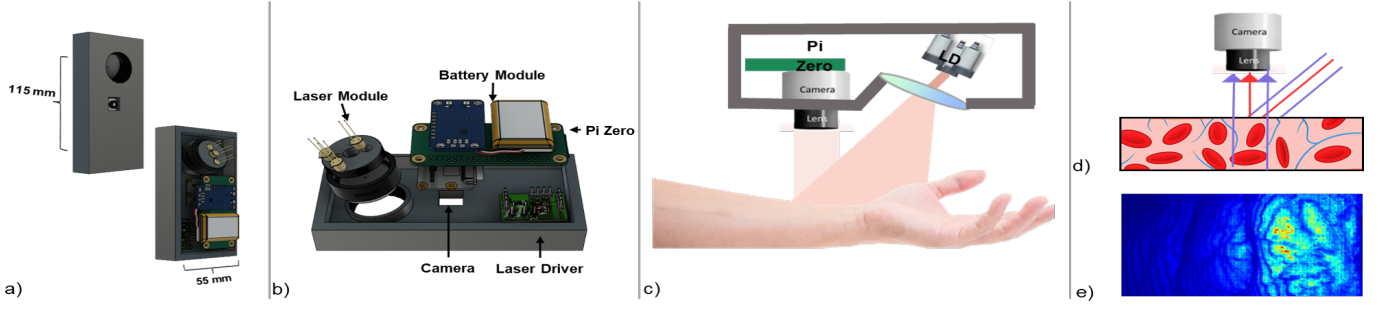 115 mm
55 mm
a)
Battery Module
Laser Module
Pi Zero
Camera
Laser Driver
b)
Pi
Zero
LD
Camera
Lens
c)
Camera
Lens
d)
e)